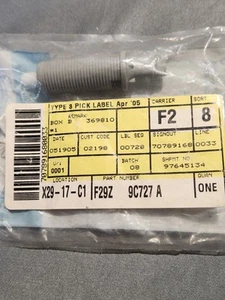 TYPE 8 PICK LABEL Apr '05
CARRIER
SORT
BOX B
369810
F2
8
DATE
CUST CODE
LBL SEQ
SIGNOUT
LINE
051905
02198
00720
70789168
0033
U/I
BATCH
SHPMT NO.
0001
08
97645134
LOCATION
PART NUMBER
QUAN
X29-17-C1
F29Z 9C727 A
ONE